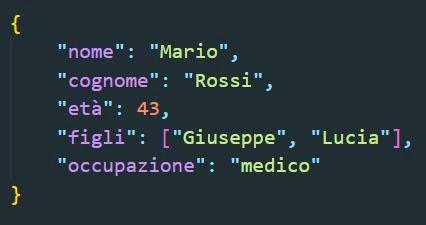 {
"nome": "Mario",
"cognome": "Rossi",
"età": 43,
"figli": ["Giuseppe", "Lucia"],
"occupazione": "medico"
}